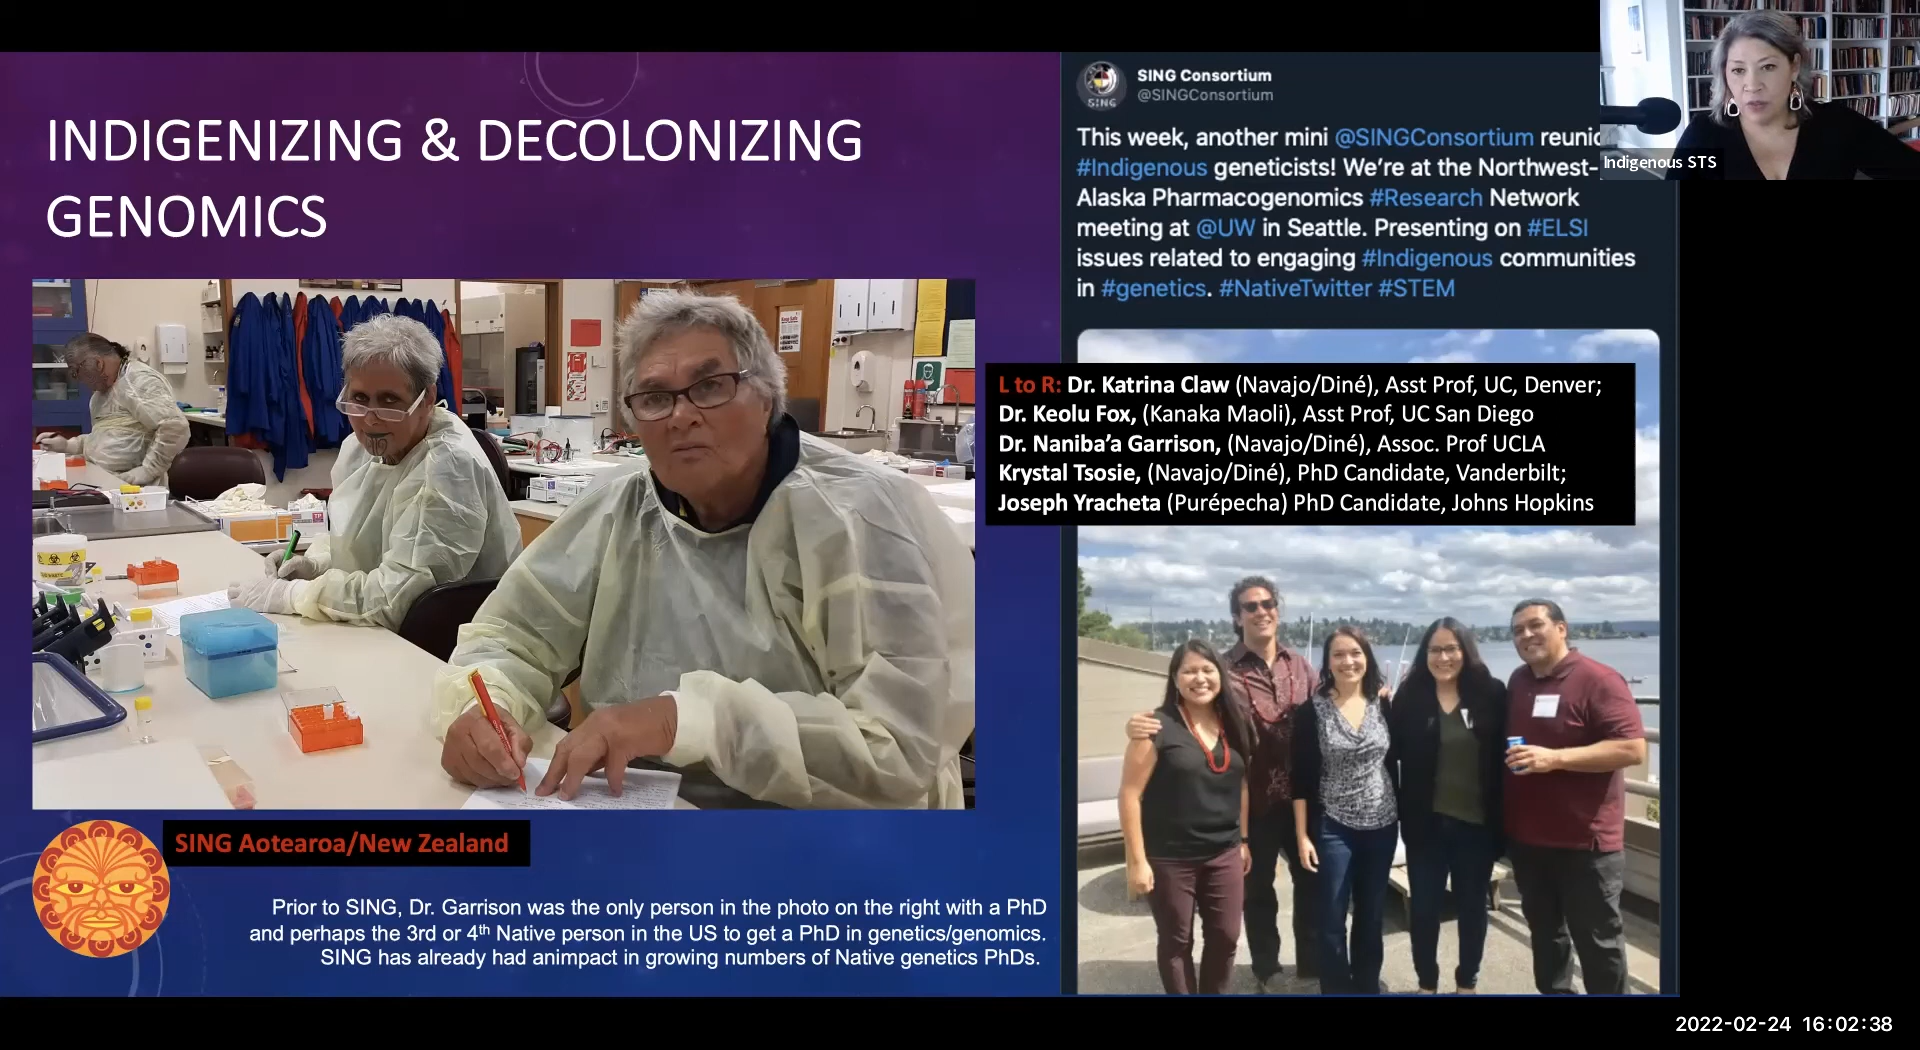 INDIGENIZING & DECOLONIZING
GENOMICS
SING Aotearoa/New Zealand
Prior to SING, Dr. Garrison was the only person in the photo on the right with a PhD
and perhaps the 3rd or 4th Native person in the US to get a PhD in genetics/genomics.
SING has already had animpact in growing numbers of Native genetics PhDs.
SING
SING Consortium
@SINGConsortium
This week, another mini @SINGConsortium reunio
#Indigenous geneticists! We're at the Northwest-
Alaska Pharmacogenomics #Research Network
meeting at @UW in Seattle. Presenting on #ELSI
issues related to engaging #Indigenous communities
in #genetics. #NativeTwitter #STEM
L to R: Dr. Katrina Claw (Navajo/Diné), Asst Prof, UC, Denver;
Dr. Keolu Fox, (Kanaka Maoli), Asst Prof, UC San Diego
Dr. Naniba'a Garrison, (Navajo/Diné), Assoc. Prof UCLA
Krystal Tsosie, (Navajo/Diné), PhD Candidate, Vanderbilt;
Joseph Yracheta (Purépecha) PhD Candidate, Johns Hopkins
Indigenous STS
2022-02-24 16:02:38